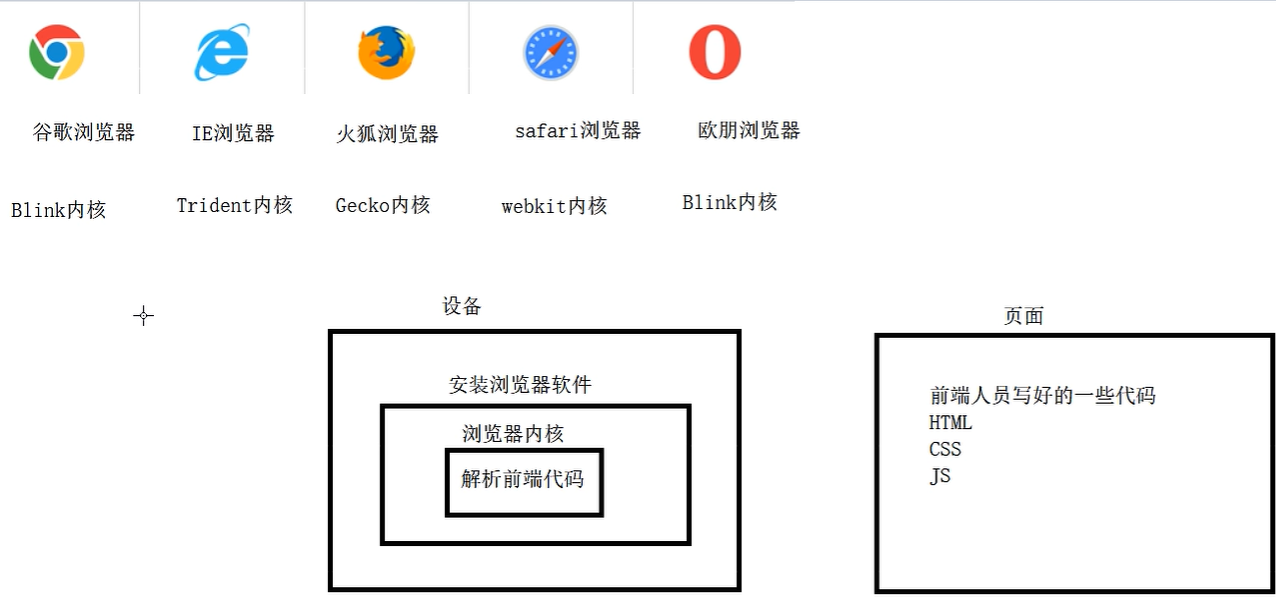 谷歌浏览器
IE浏览器
火狐浏览器
safari浏览器
欧朋浏览器
Blink内核
Trident内核
Gecko内核
webkit内核
Blink内核
设备
安装浏览器软件
浏览器内核
解析前端代码
页面
前端人员写好的一些代码
HTML
CSS
JS